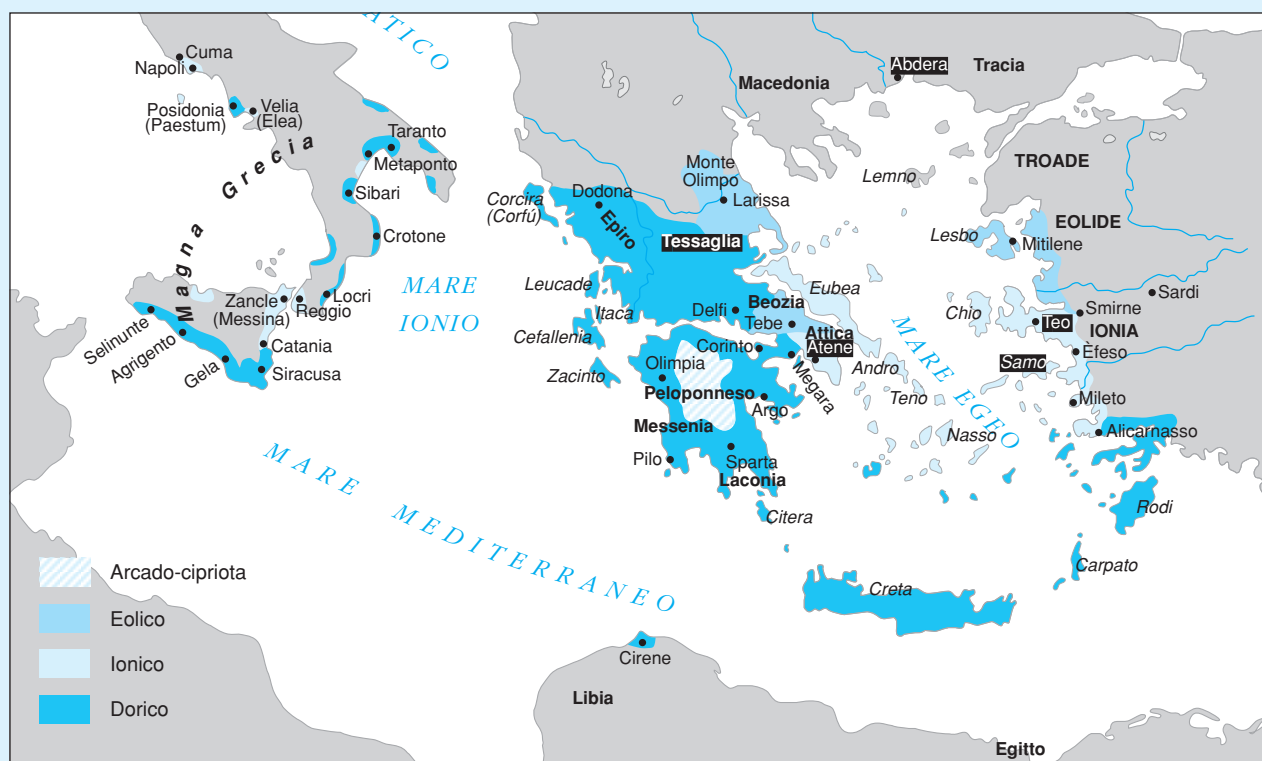 ATICO
Cuma
Napoli
Posidonia
(Paestum)
Velia
(Elea)
Taranto
Metaponto
Sibari
Crotone
Magna Grecia
Zancle
(Messina)
Reggio
Locri
Selinunte
Agrigento
Gela
Catania
Siracusa
MARE
IONIO
Macedonia
Abdera
Tracia
Monte
Olimpo
Larissa
Lemno
TROADE
Corcira
(Corfú)
Dodona
Epiro
Tessaglia
Lesbo
Mitilene
EOLIDE
Leucade
Itaca
Cefallenia
Zacinto
Delfi
Beozia
Tebe
Eubea
Attica
Atene
Corinto
Megara
Olimpia
Peloponneso
Argo
Messenia
Pilo
Sparta
Laconia
Citera
Andro
Teno
Nasso
MARE EGEO
Chio
Smirne
Sardi
Teo
IONIA
Efeso
Samo
Mileto
Alicarnasso
Rodi
Carpato
Creta
MARE MEDITERRANEO
Cirene
Libia
Egitto
Arcado-cipriota
Eolico
Ionico
Dorico